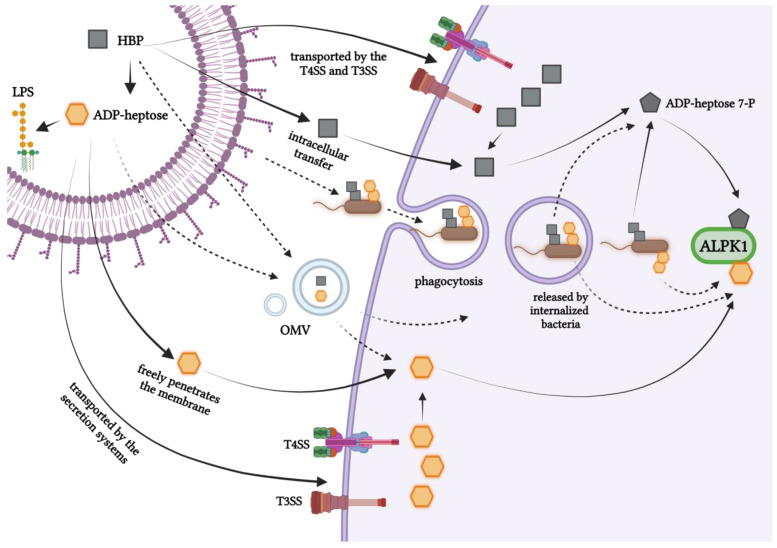 HBP
transported by the
T4SS and T3SS
LPS
ADP-heptose
ADP-heptose 7-P
intracellular
transfer
ALPK1
phagocytosis
released by
internalized
bacteria
OMV
freely penetrates
the membrane
transported by the
secretion systems
T4SS
T3SS